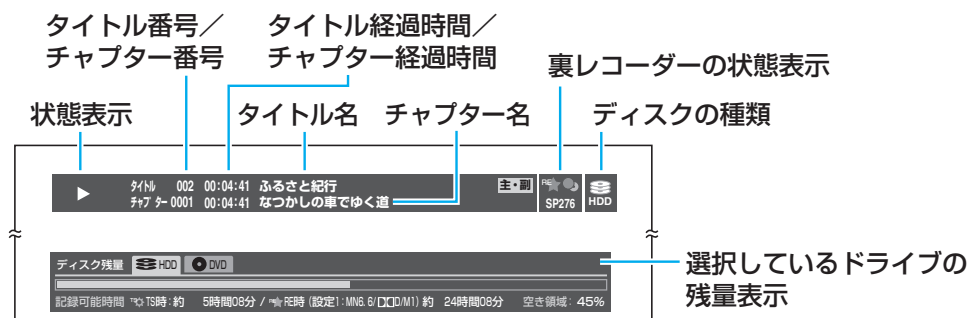 タイトル番号／
チャプター番号
タイトル経過時間／
チャプター経過時間
裏レコーダーの状態表示
状態表示
タイトル名
チャプター名
ディスクの種類
タイトル 002 00:04:41 ふるさと紀行
チャプター 0001 00:04:41 なつかしの車でゆく道
主・副
RE
SP276
HDD
ディスク残量 HDD DVD
記録可能時間 TS時：約 5時間08分 / RE時 (設定1：MN6.6/ D/M1) 約 24時間08分 空き領域：45%
選択しているドライブの
残量表示